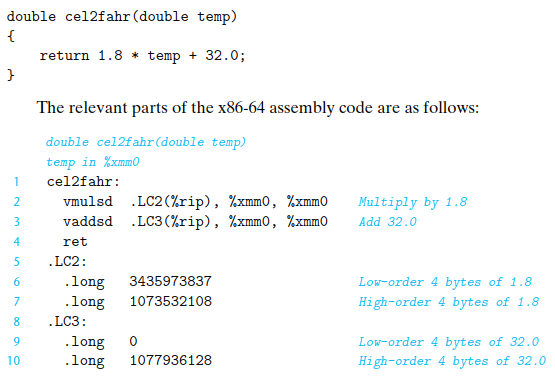 double cel2fahr(double temp)
{
    return 1.8 * temp + 32.0;
}
The relevant parts of the x86-64 assembly code are as follows:
double cel2fahr(double temp)
temp in %xmm0
1 cel2fahr:
2 vmulsd .LC2(%rip), %xmm0, %xmm0 Multiply by 1.8
3 vaddsd .LC3(%rip), %xmm0, %xmm0 Add 32.0
4 ret
5 .LC2:
6 .long 3435973837 Low-order 4 bytes of 1.8
7 .long 1073532108 High-order 4 bytes of 1.8
8 .LC3:
9 .long 0 Low-order 4 bytes of 32.0
10 .long 1077936128 High-order 4 bytes of 32.0